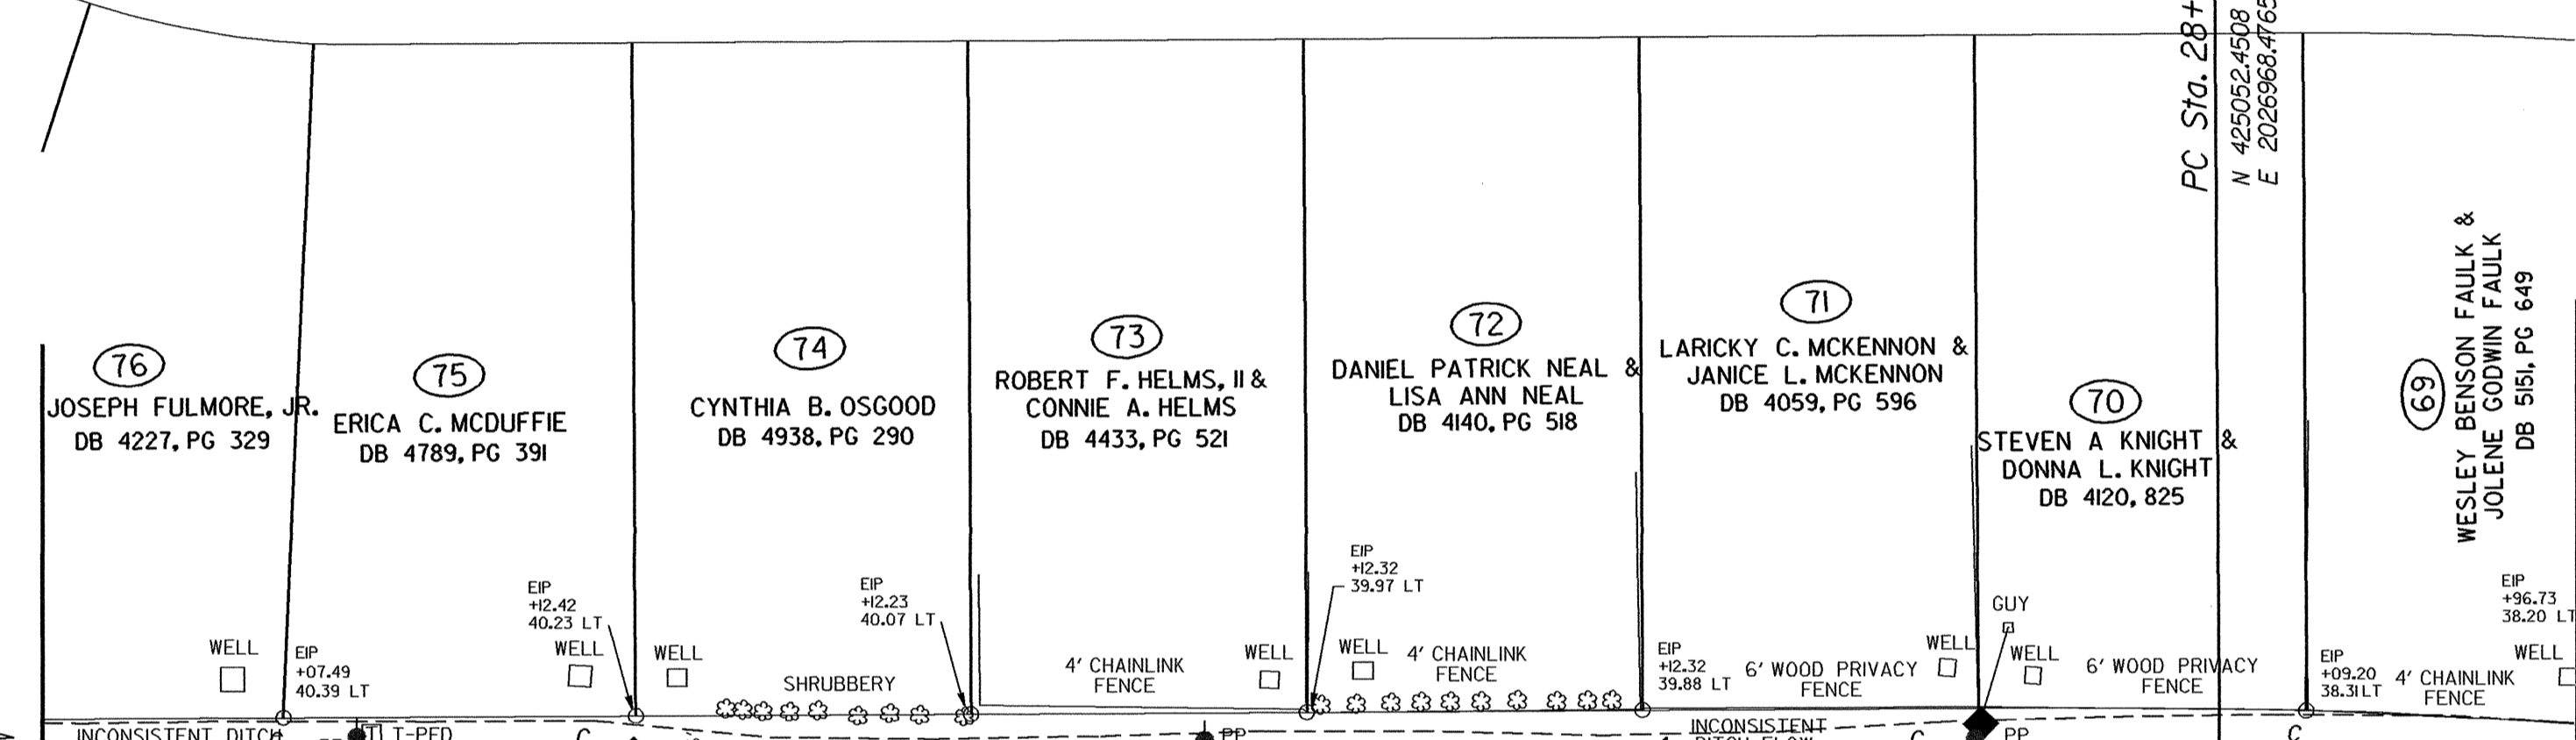 PC Sta. 28+
N 425052.4508
E 2026968.4765
76
JOSEPH FULMORE, JR.
DB 4227, PG 329
75
ERICA C. MCDUFFIE
DB 4789, PG 391
74
CYNTHIA B. OSGOOD
DB 4938, PG 290
73
ROBERT F. HELMS, II &
CONNIE A. HELMS
DB 4433, PG 521
72
DANIEL PATRICK NEAL &
LISA ANN NEAL
DB 4140, PG 518
71
LARICKY C. MCKENNON &
JANICE L. MCKENNON
DB 4059, PG 596
70
STEVEN A KNIGHT &
DONNA L. KNIGHT
DB 4120, 825
69
WESLEY BENSON FAULK &
JOLENE GODWIN FAULK
DB 5151, PG 649
WELL
EIP
+07.49
40.39 LT
EIP
+12.42
40.23 LT
WELL
WELL
SHRUBBERY
EIP
+12.23
40.07 LT
4' CHAINLINK
FENCE
WELL
EIP
+12.32
39.97 LT
WELL
4' CHAINLINK
FENCE
EIP
+12.32
39.88 LT
6' WOOD PRIVACY
FENCE
WELL
GUY
WELL
6' WOOD PRIVACY
FENCE
EIP
+09.20
38.31 LT
4' CHAINLINK
FENCE
EIP
+96.73
38.20 LT
WELL
INCONSISTENT DITCH
T-PED
C
PP
INCONSISTENT
DITCH FLOW
C
PP
C